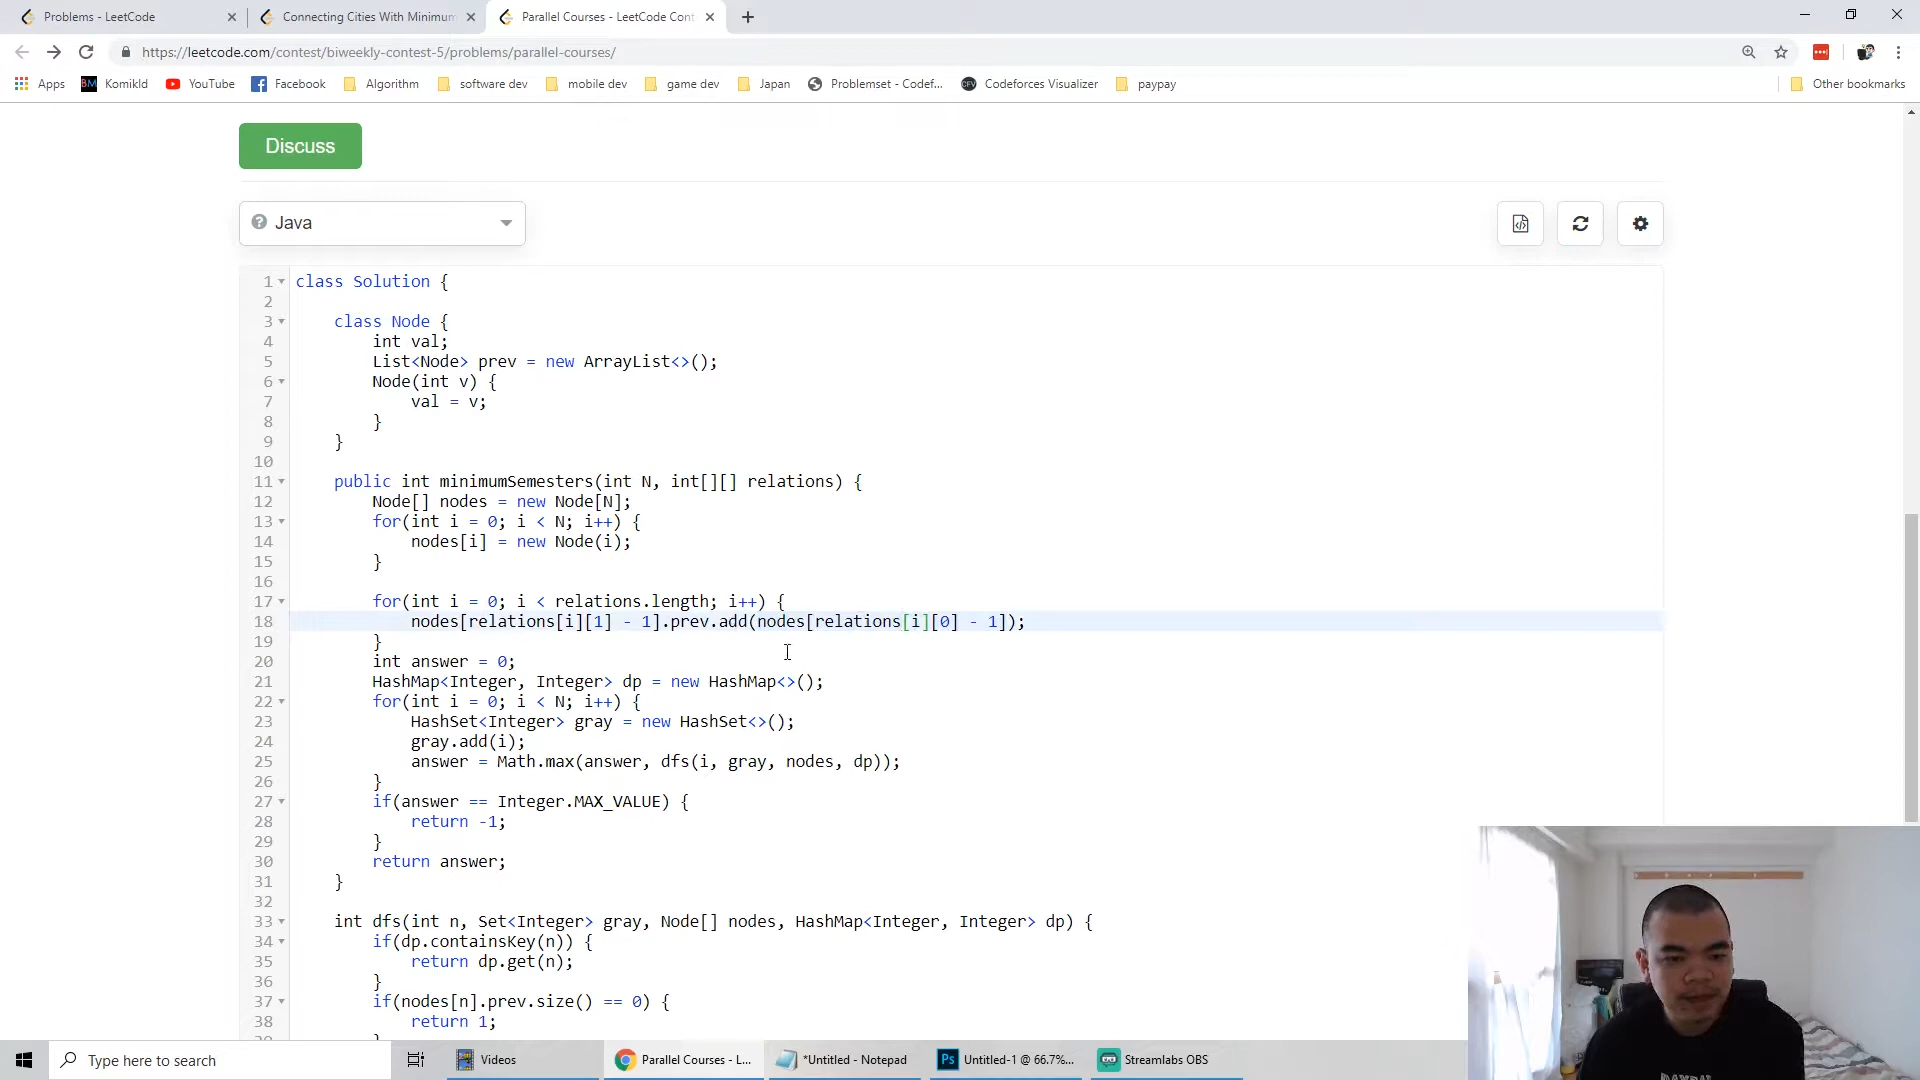 Problems - LeetCode
Connecting Cities With Minimum
Parallel Courses - LeetCode Cont
https://leetcode.com/contest/biweekly-contest-5/problems/parallel-courses/
Apps
BM Komikld
YouTube
Facebook
Algorithm
software dev
mobile dev
game dev
Japan
Problemset - Codef...
CFV Codeforces Visualizer
paypay
Other bookmarks
Discuss
? Java
1 class Solution {
2
3 class Node {
4 int val;
5 List<Node> prev = new ArrayList<>();
6 Node(int v) {
7 val = v;
8 }
9 }
10
11 public int minimumSemesters(int N, int[][] relations) {
12 Node[] nodes = new Node[N];
13 for(int i = 0; i < N; i++) {
14 nodes[i] = new Node(i);
15 }
16
17 for(int i = 0; i < relations.length; i++) {
18 nodes[relations[i][1] - 1].prev.add(nodes[relations[i][0] - 1]);
19 }
20 int answer = 0;
21 HashMap<Integer, Integer> dp = new HashMap<>();
22 for(int i = 0; i < N; i++) {
23 HashSet<Integer> gray = new HashSet<>();
24 gray.add(i);
25 answer = Math.max(answer, dfs(i, gray, nodes, dp));
26 }
27 if(answer == Integer.MAX_VALUE) {
28 return -1;
29 }
30 return answer;
31 }
32
33 int dfs(int n, Set<Integer> gray, Node[] nodes, HashMap<Integer, Integer> dp) {
34 if(dp.containsKey(n)) {
35 return dp.get(n);
36 }
37 if(nodes[n].prev.size() == 0) {
38 return 1;
Type here to search
Videos
Parallel Courses - L...
*Untitled - Notepad
Ps Untitled-1 @ 66.7%...
Streamlabs OBS